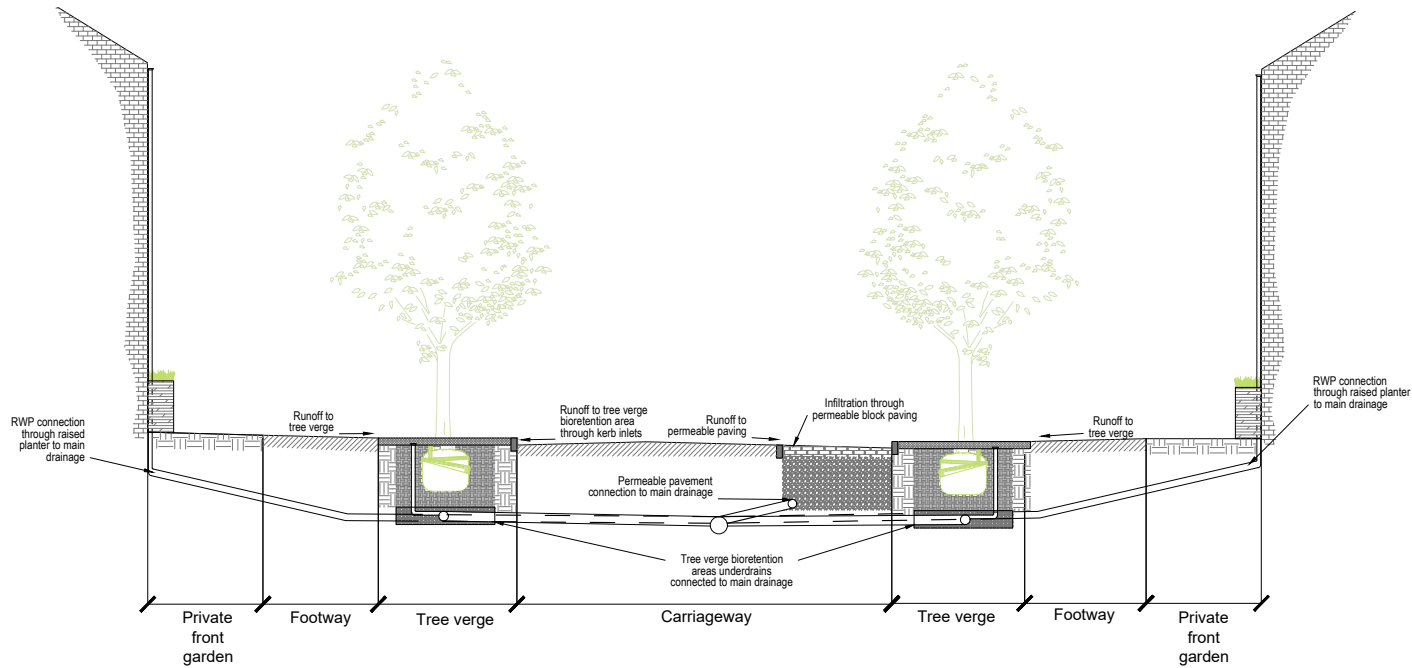 RWP connection
through raised
planter to main
drainage
Runoff to
tree verge
Runoff to tree verge
bioretention area
through kerb inlets
Runoff to
permeable paving
Infiltration through
permeable block paving
Runoff to
tree verge
RWP connection
through raised planter
to main drainage
Permeable pavement
connection to main drainage
Tree verge bioretention
areas underdrains
connected to main drainage
Private
front
garden
Footway
Tree verge
Carriageway
Tree verge
Footway
Private
front
garden